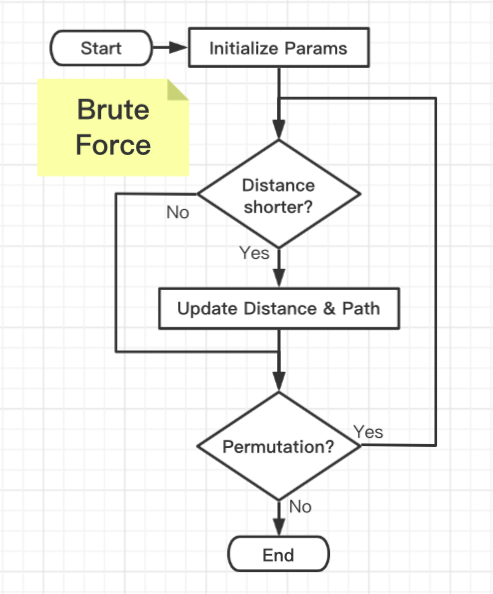 Start
Initialize Params
Brute
Force
Distance
shorter?
No
Yes
Update Distance & Path
Permutation?
Yes
No
End